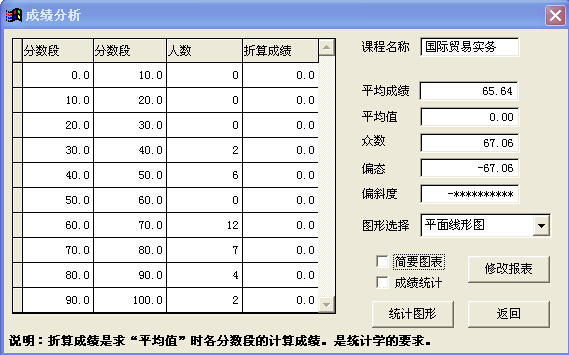 成绩分析
分数段 分数段 人数 折算成绩
0.0 10.0 0 0.0
10.0 20.0 0 0.0
20.0 30.0 0 0.0
30.0 40.0 2 0.0
40.0 50.0 6 0.0
50.0 60.0 0 0.0
60.0 70.0 12 0.0
70.0 80.0 7 0.0
80.0 90.0 4 0.0
90.0 100.0 2 0.0
课程名称 国际贸易实务
平均成绩 65.64
平均值 0.00
众数 67.06
偏态 -67.06
偏斜度 -**********
图形选择 平面线形图
简要图表
成绩统计
修改报表
统计图形 返回
说明：折算成绩是求“平均值”时各分数段的计算成绩。是统计学的要求。